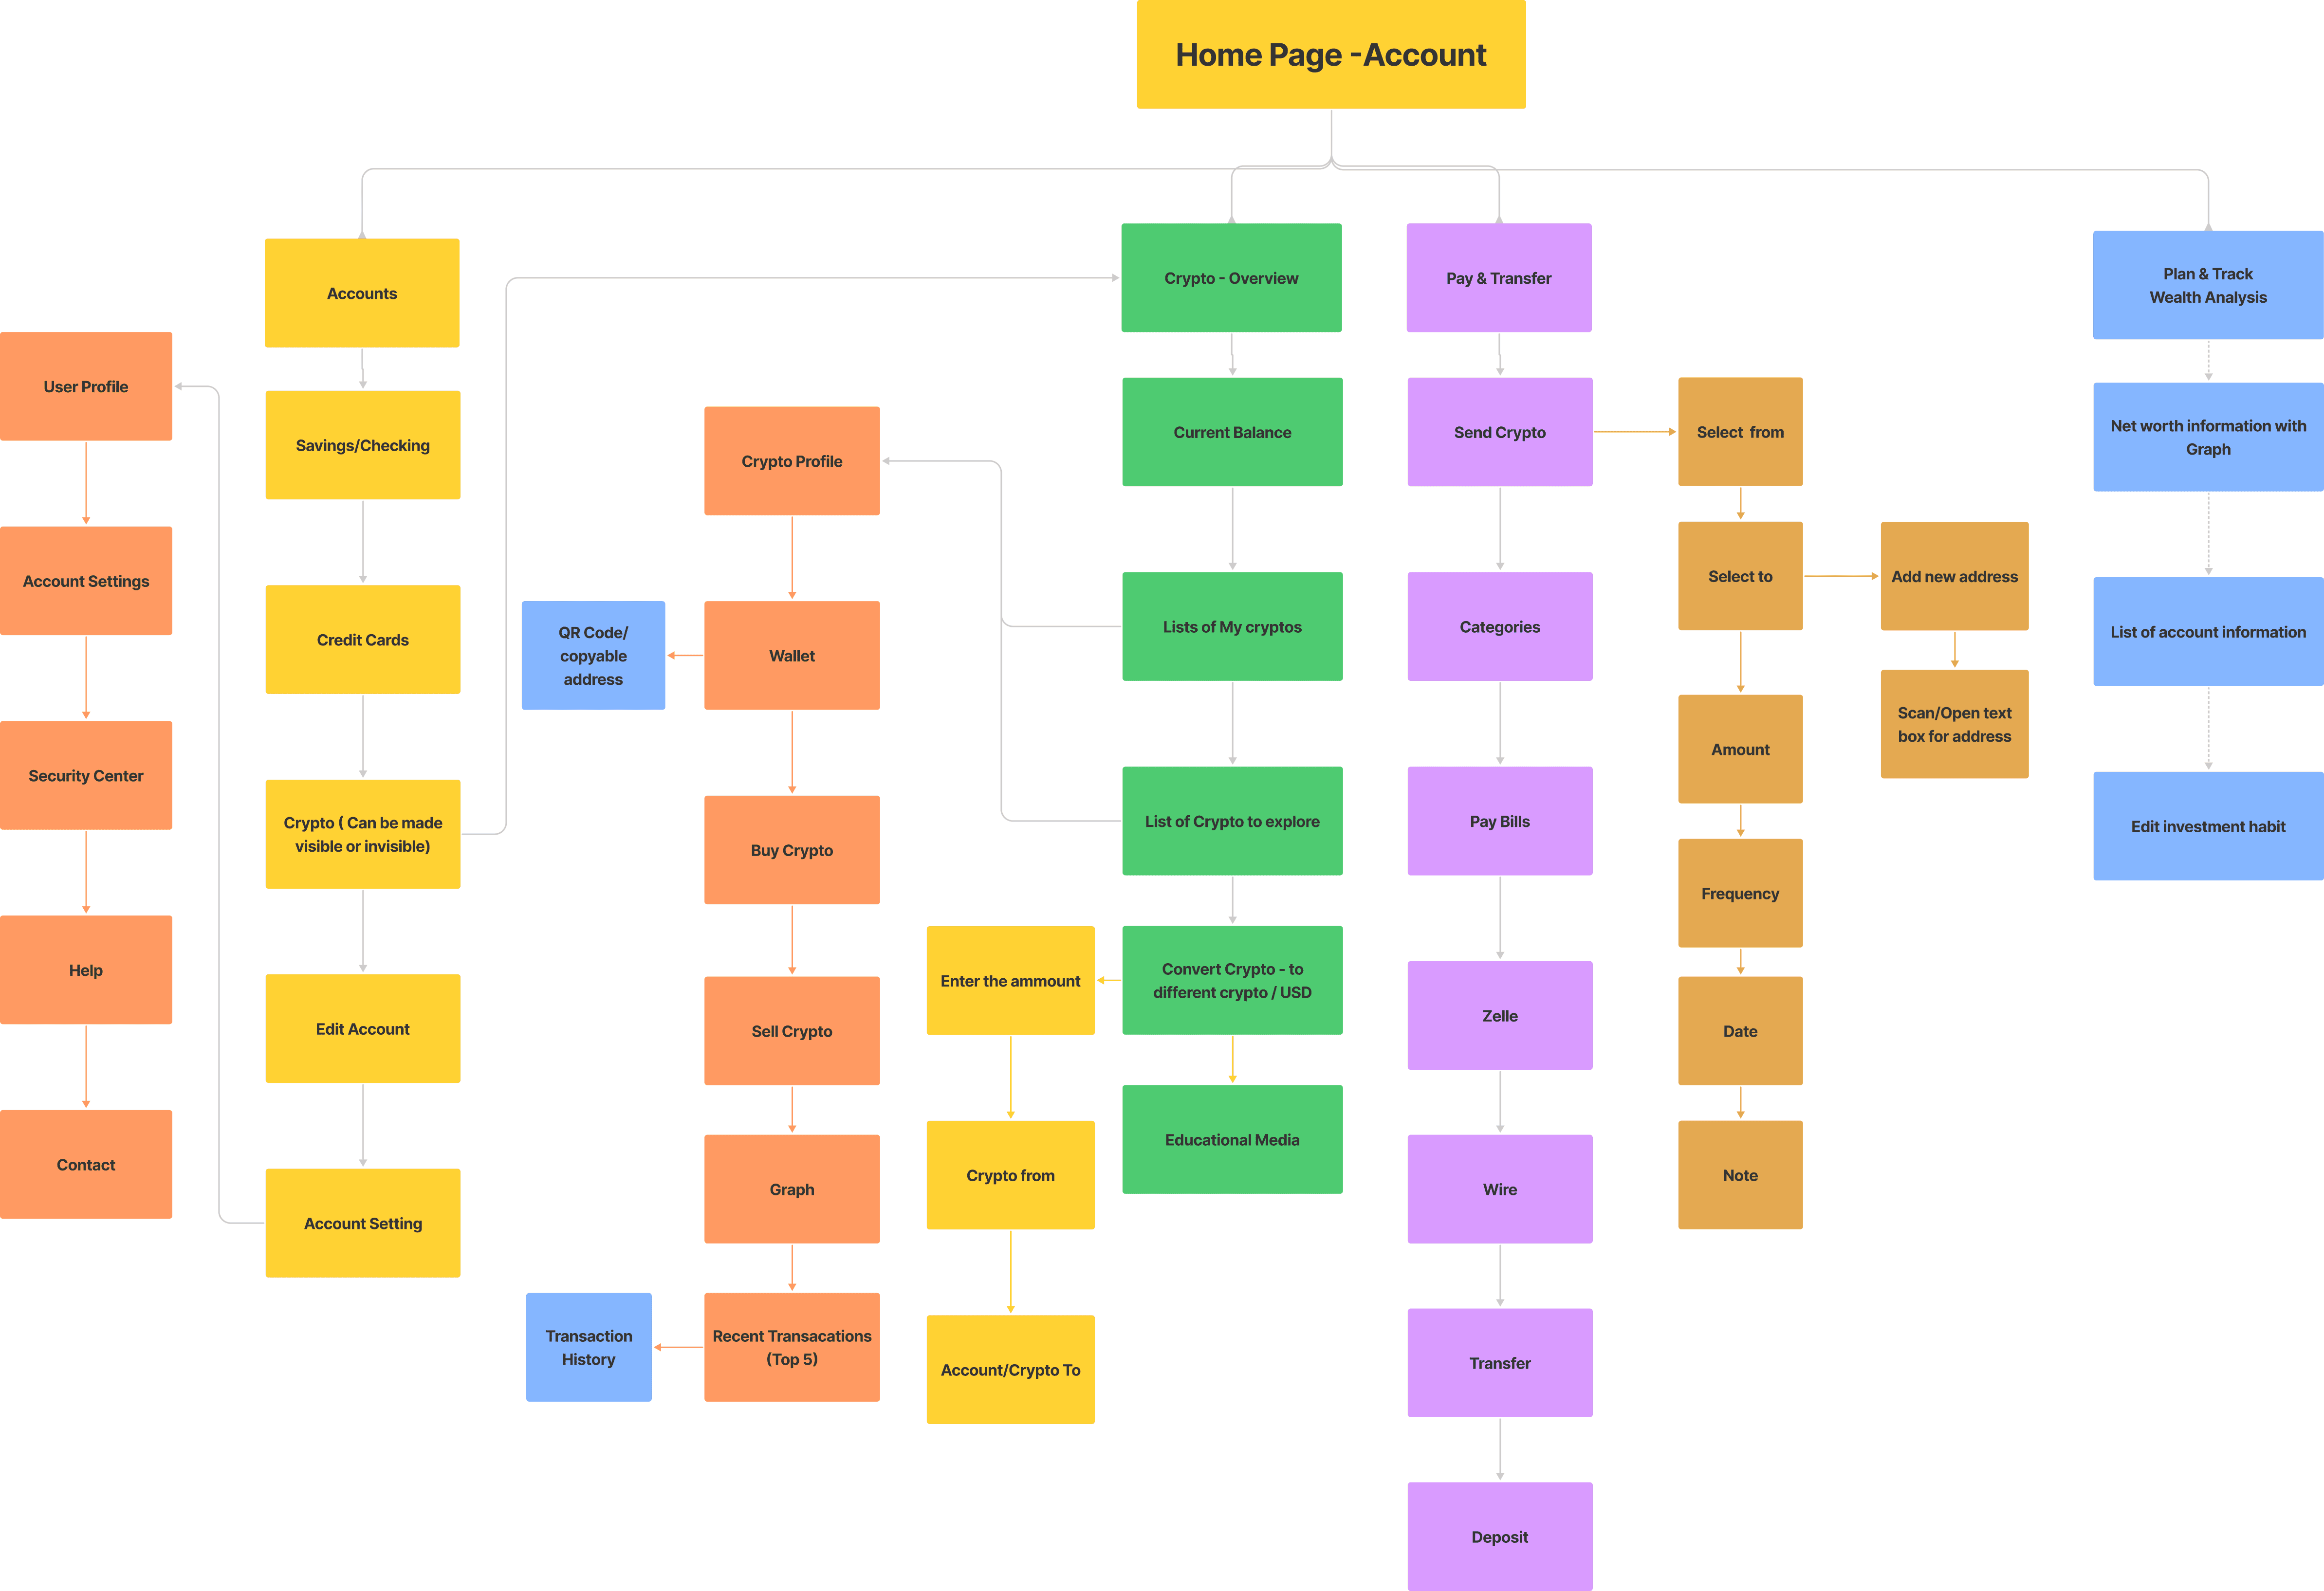 Home Page -Account
Accounts
Crypto - Overview
Pay & Transfer
Plan & Track
Wealth Analysis
User Profile
Account Settings
Security Center
Help
Contact
Savings/Checking
Credit Cards
Crypto ( Can be made
visible or invisible)
Edit Account
Account Setting
QR Code/
copyable
address
Transaction
History
Crypto Profile
Wallet
Buy Crypto
Sell Crypto
Graph
Recent Transacations
(Top 5)
Enter the ammount
Crypto from
Account/Crypto To
Current Balance
Lists of My cryptos
List of Crypto to explore
Convert Crypto - to
different crypto / USD
Educational Media
Send Crypto
Categories
Pay Bills
Zelle
Wire
Transfer
Deposit
Select from
Select to
Amount
Frequency
Date
Note
Add new address
Scan/Open text
box for address
Net worth information with
Graph
List of account information
Edit investment habit